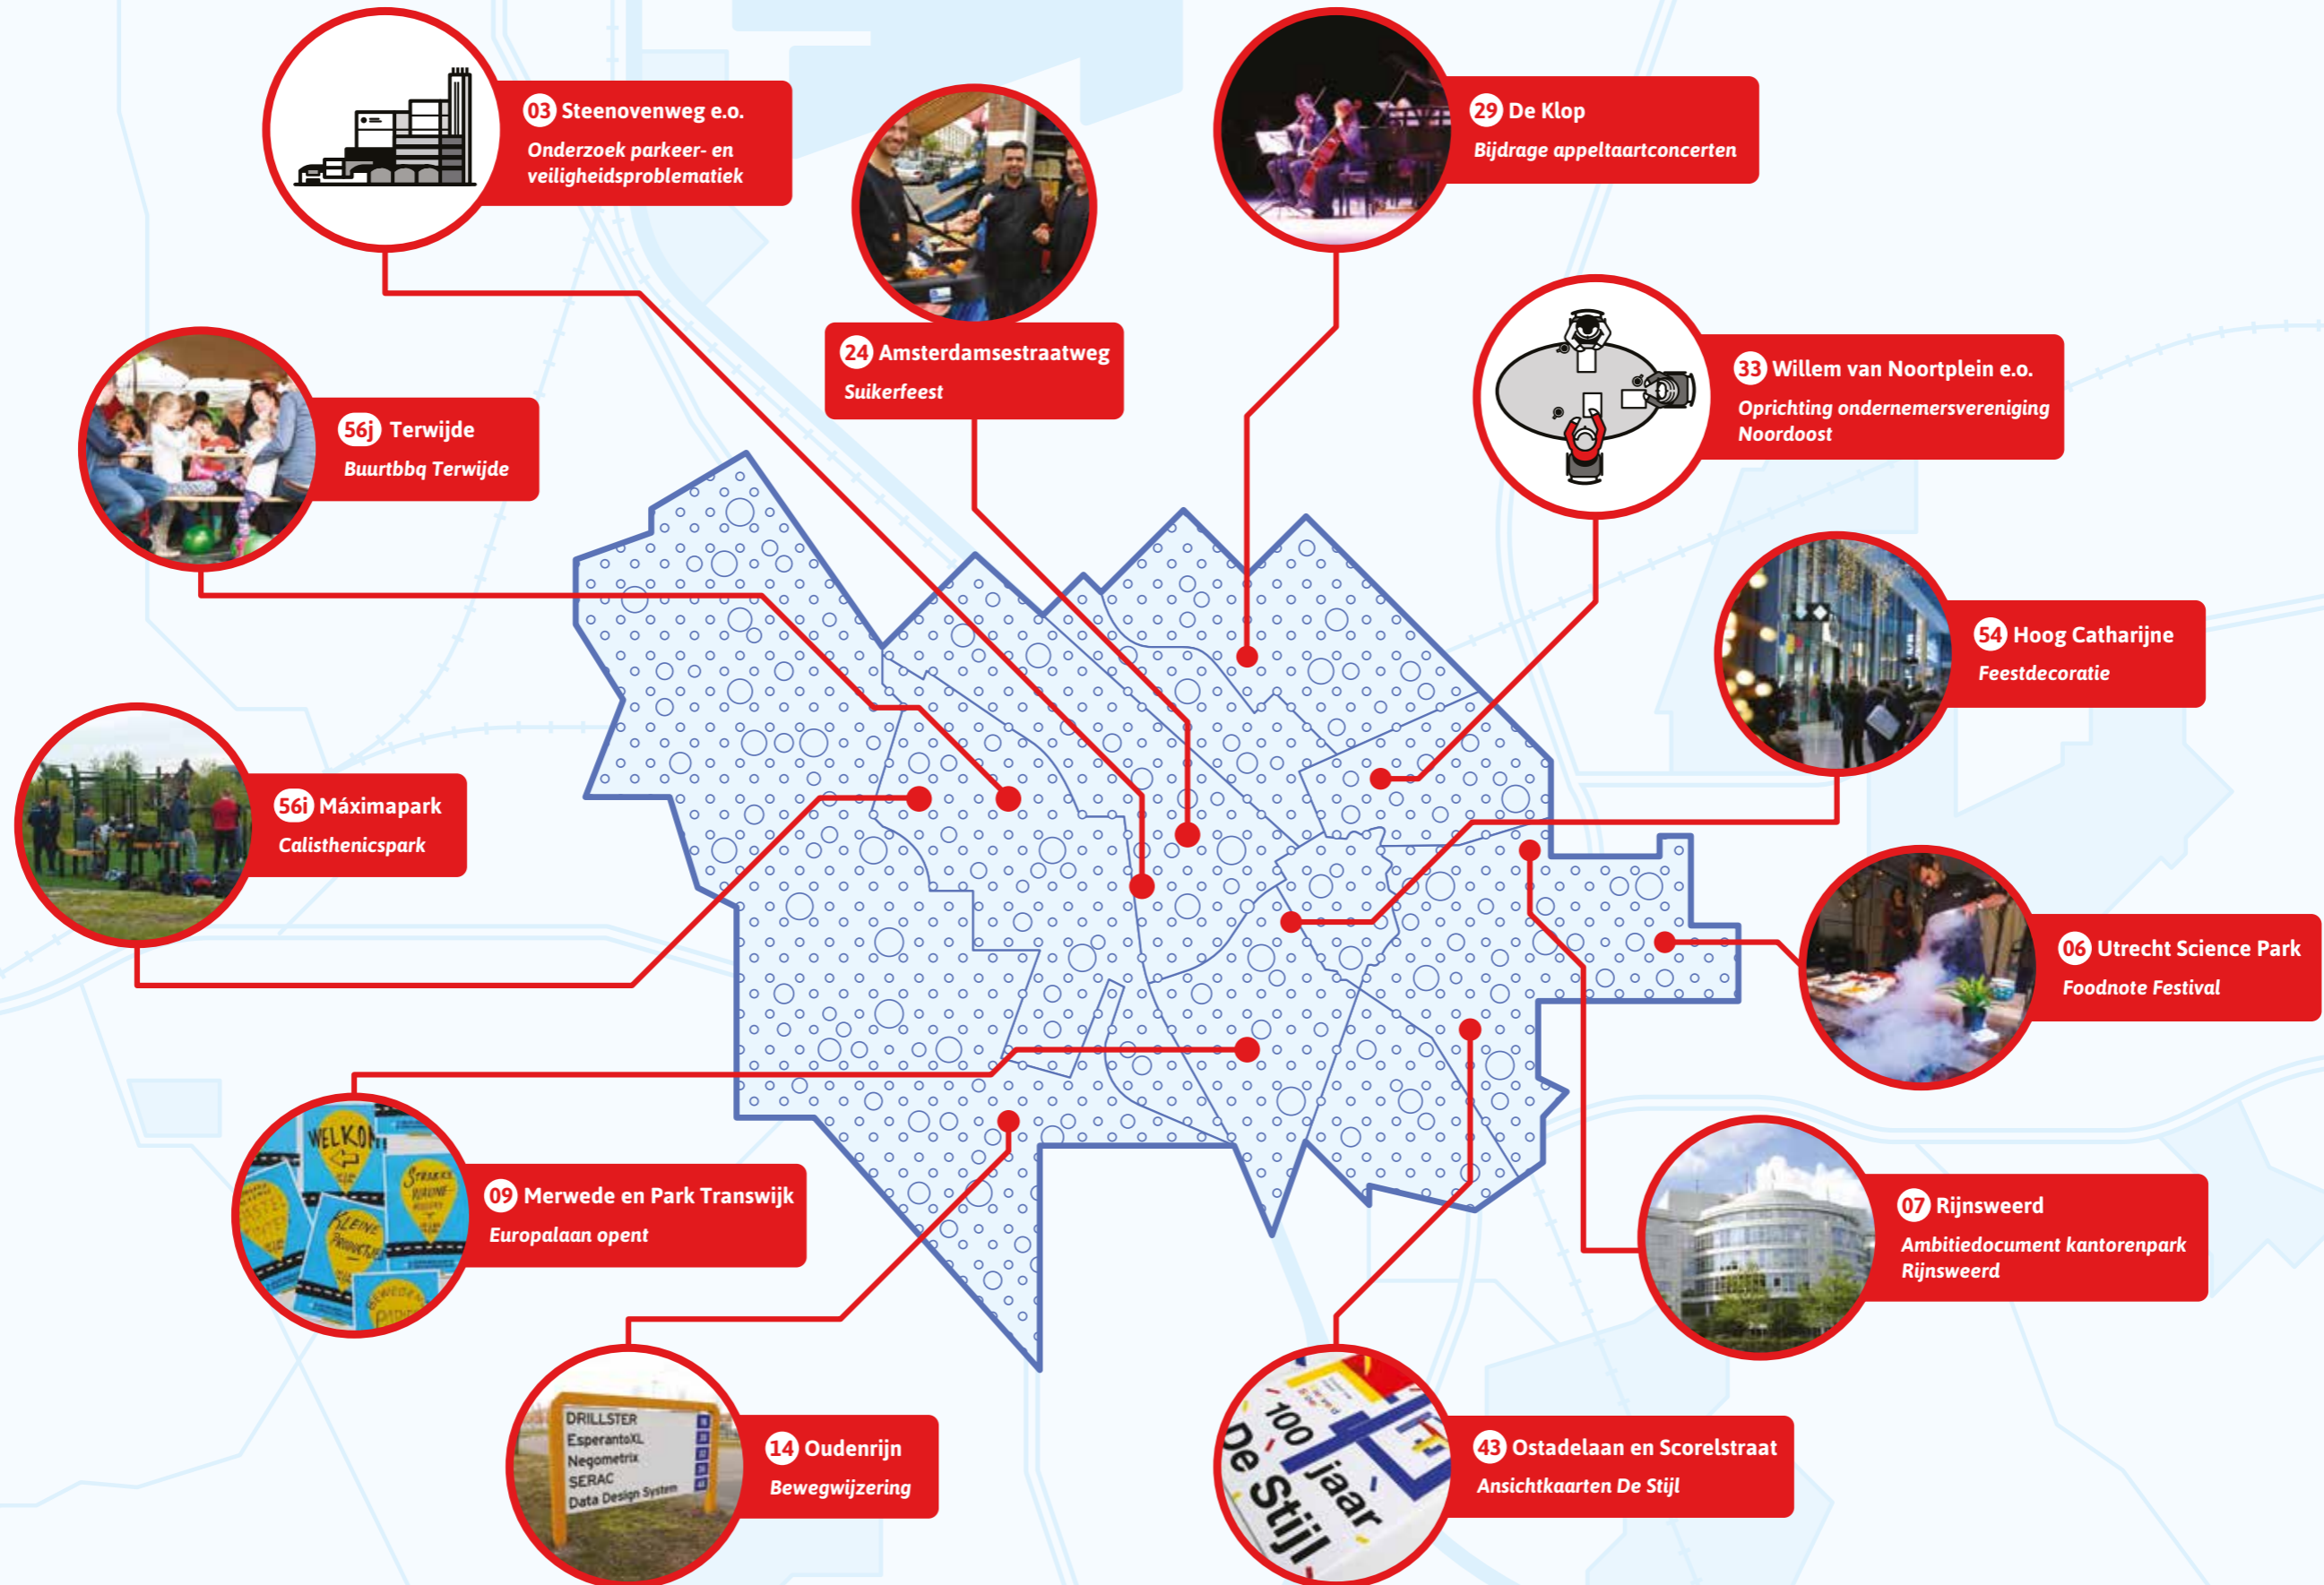 03 Steenovenweg e.o.
Onderzoek parkeer- en
veiligheidsproblematiek
29 De Klop
Bijdrage appeltaartconcerten
24 Amsterdamsestraatweg
Suikerfeest
33 Willem van Noortplein e.o.
Oprichting ondernemersvereniging
Noordoost
56j Terwijde
Buurtbbq Terwijde
54 Hoog Catharijne
Feestdecoratie
56i Máximapark
Calisthenicspark
06 Utrecht Science Park
Foodnote Festival
WELKOM
KLEINE
09 Merwede en Park Transwijk
Europalaan opent
07 Rijnsweerd
Ambitiedocument kantorenpark
Rijnsweerd
DRILLSTER
EsperantoXL
Negometrix
SERAC
Data Design System
14 Oudenrijn
Bewegwijzering
100 jaar
De Stijl
43 Ostadelaan en Scorelstraat
Ansichtkaarten De Stijl